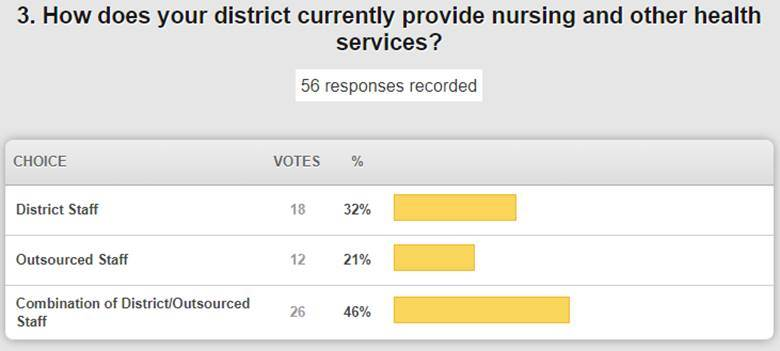 3. How does your district currently provide nursing and other health
services?
56 responses recorded
CHOICE VOTES %
District Staff 18 32%
Outsourced Staff 12 21%
Combination of District/Outsourced
Staff 26 46%